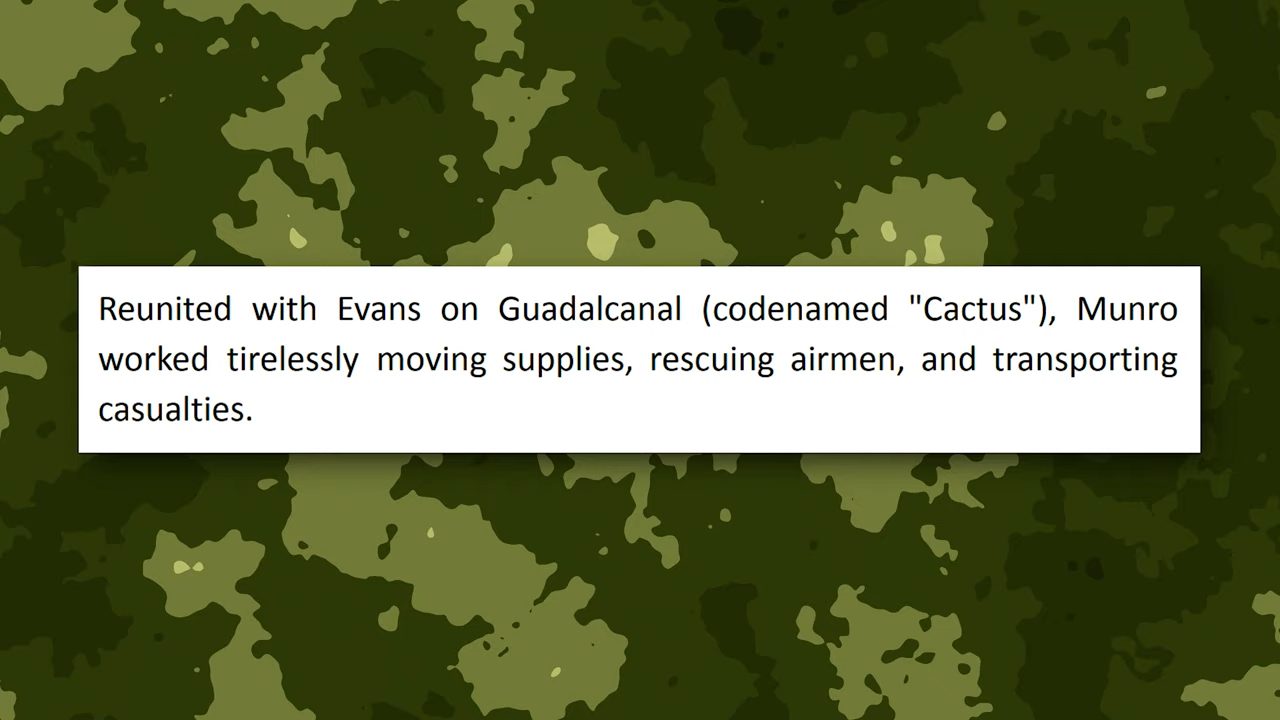 Reunited with Evans on Guadalcanal (codenamed "Cactus"), Munro
worked tirelessly moving supplies, rescuing airmen, and transporting
casualties.